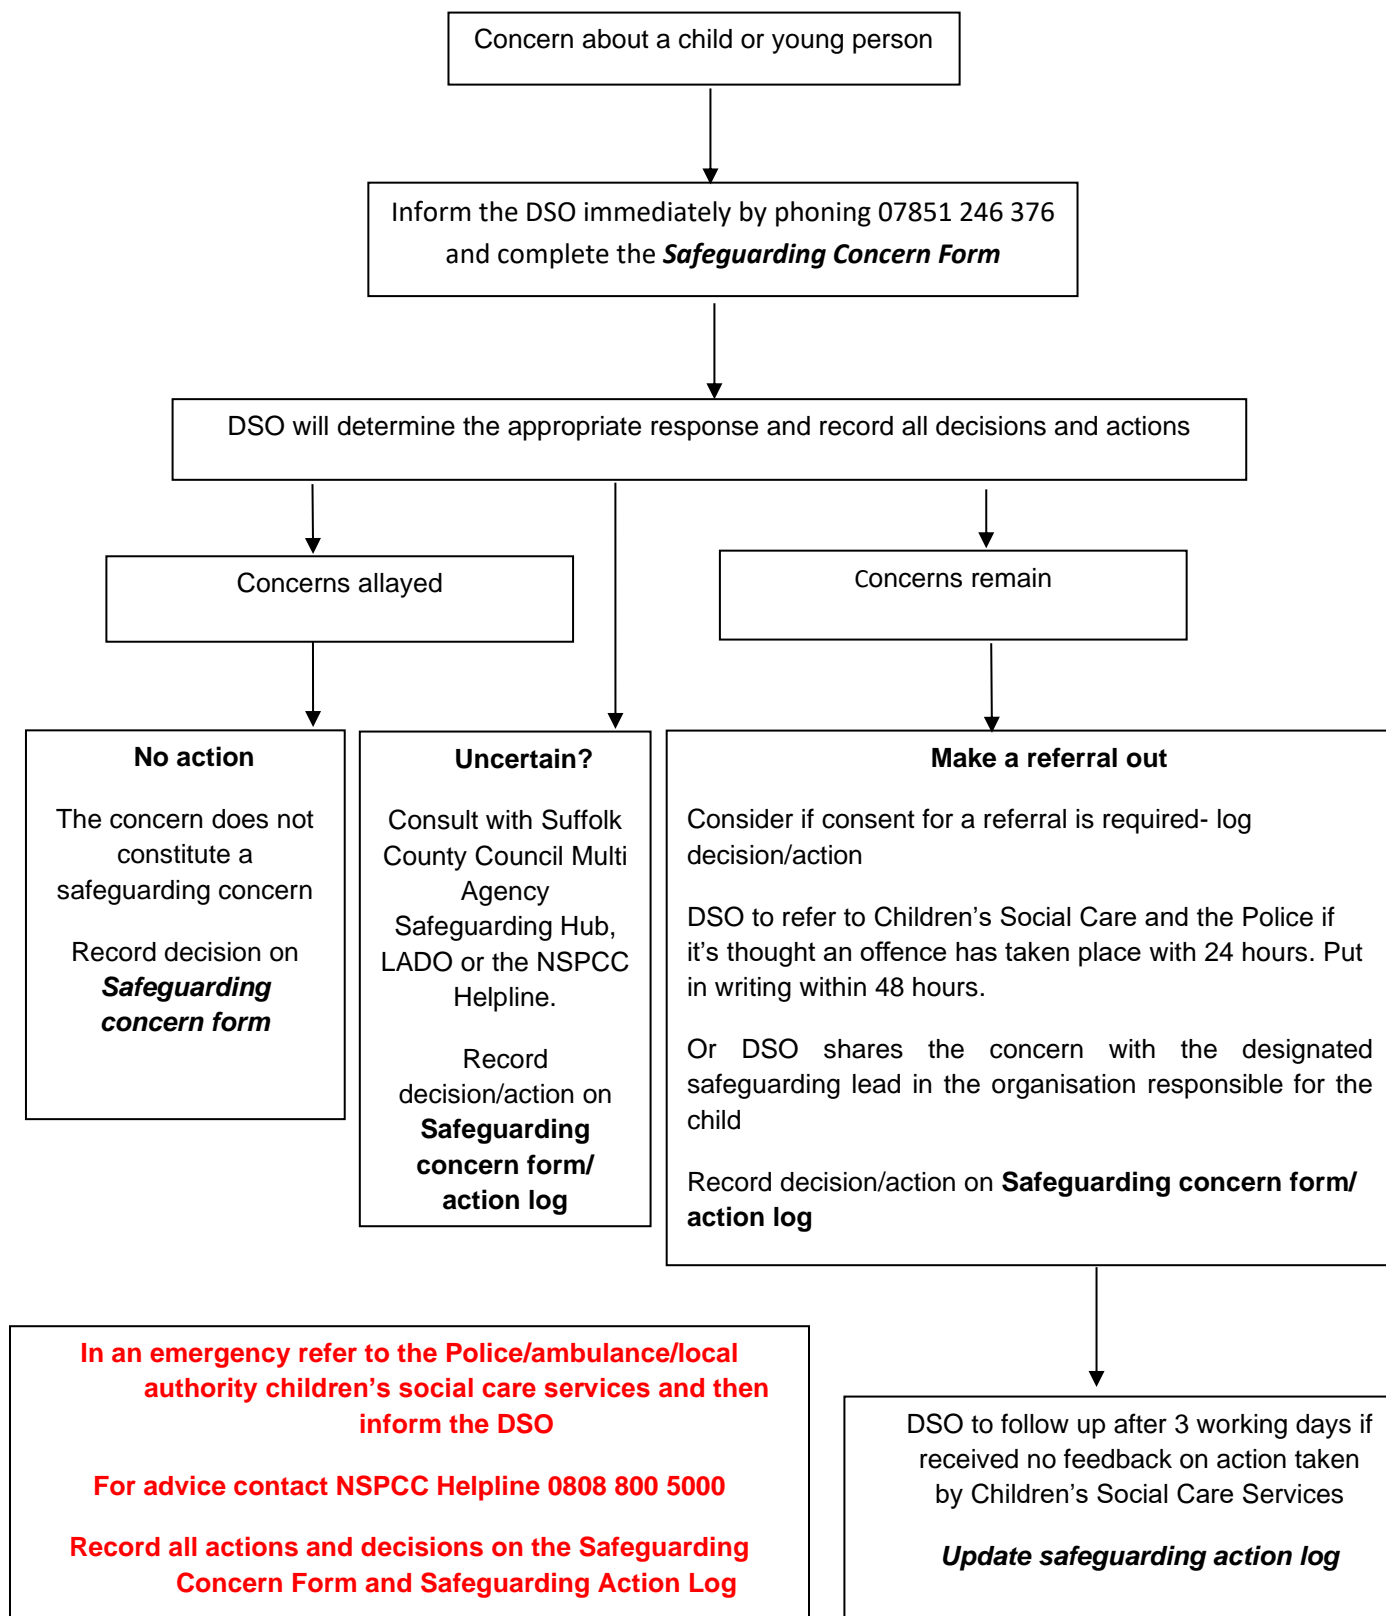 Concern about a child or young person
Inform the DSO immediately by phoning 07851 246 376
and complete the Safeguarding Concern Form
DSO will determine the appropriate response and record all decisions and actions
Concerns allayed
Concerns remain
No action
The concern does not
constitute a
safeguarding concern
Record decision on
Safeguarding
concern form
Uncertain?
Consult with Suffolk
County Council Multi
Agency
Safeguarding Hub,
LADO or the NSPCC
Helpline.
Record
decision/action on
Safeguarding
concern form/
action log
Make a referral out
Consider if consent for a referral is required- log
decision/action
DSO to refer to Children’s Social Care and the Police if
it’s thought an offence has taken place with 24 hours. Put
in writing within 48 hours.
Or DSO shares the concern with the designated
safeguarding lead in the organisation responsible for the
child
Record decision/action on Safeguarding concern form/
action log
In an emergency refer to the Police/ambulance/local
authority children’s social care services and then
inform the DSO
For advice contact NSPCC Helpline 0808 800 5000
Record all actions and decisions on the Safeguarding
Concern Form and Safeguarding Action Log
DSO to follow up after 3 working days if
received no feedback on action taken
by Children’s Social Care Services
Update safeguarding action log